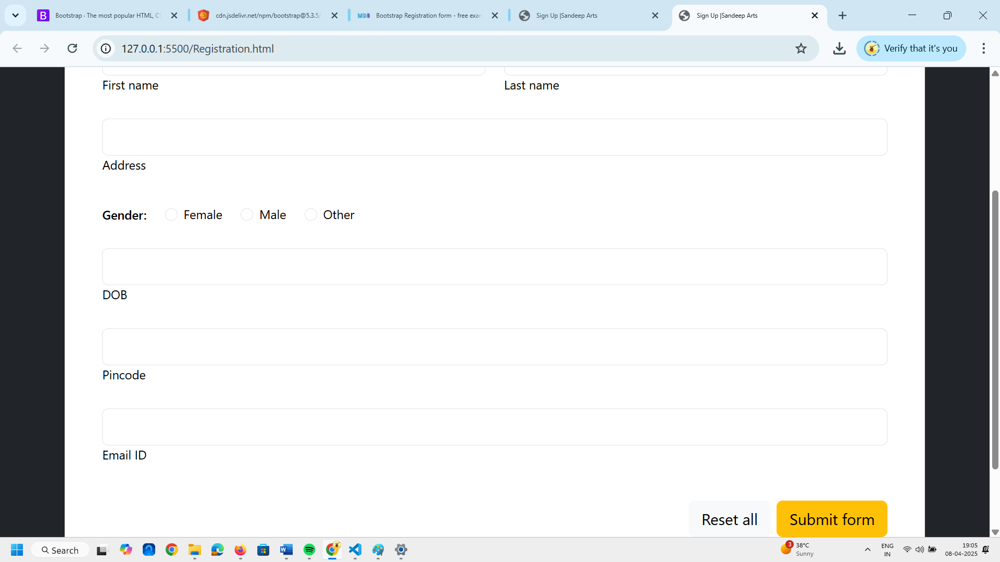 B Bootstrap · The most popular HTML, CS
cdn.jsdelivr.net/npm/bootstrap@5.3.5/
MDB Bootstrap Registration form - free exam
Sign Up |Sandeep Arts
Sign Up |Sandeep Arts
127.0.0.1:5500/Registration.html
Verify that it's you
First name
Last name
Address
Gender:
Female
Male
Other
DOB
Pincode
Email ID
Reset all
Submit form
Search
W
3
38°C
Sunny
ENG
IN
19:05
08-04-2025